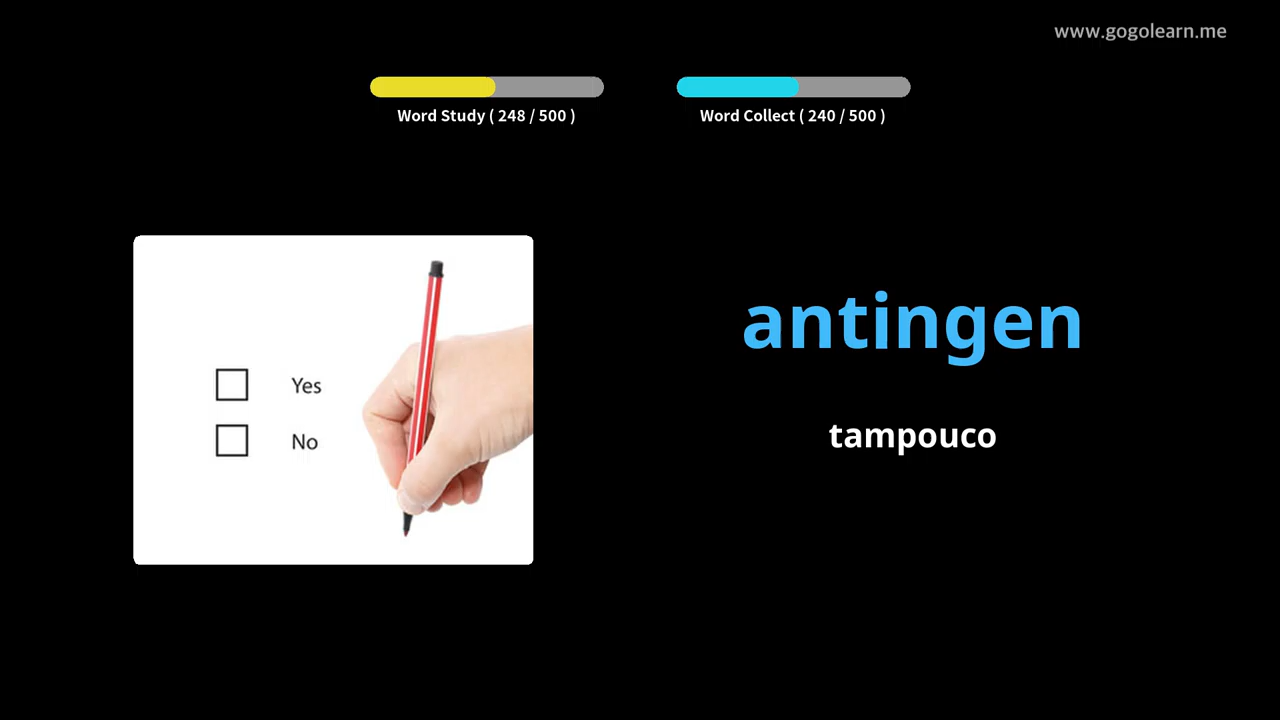 www.gogolearn.me
Word Study ( 248 / 500 )
Word Collect ( 240 / 500 )
Yes
No
antingen
tampouco